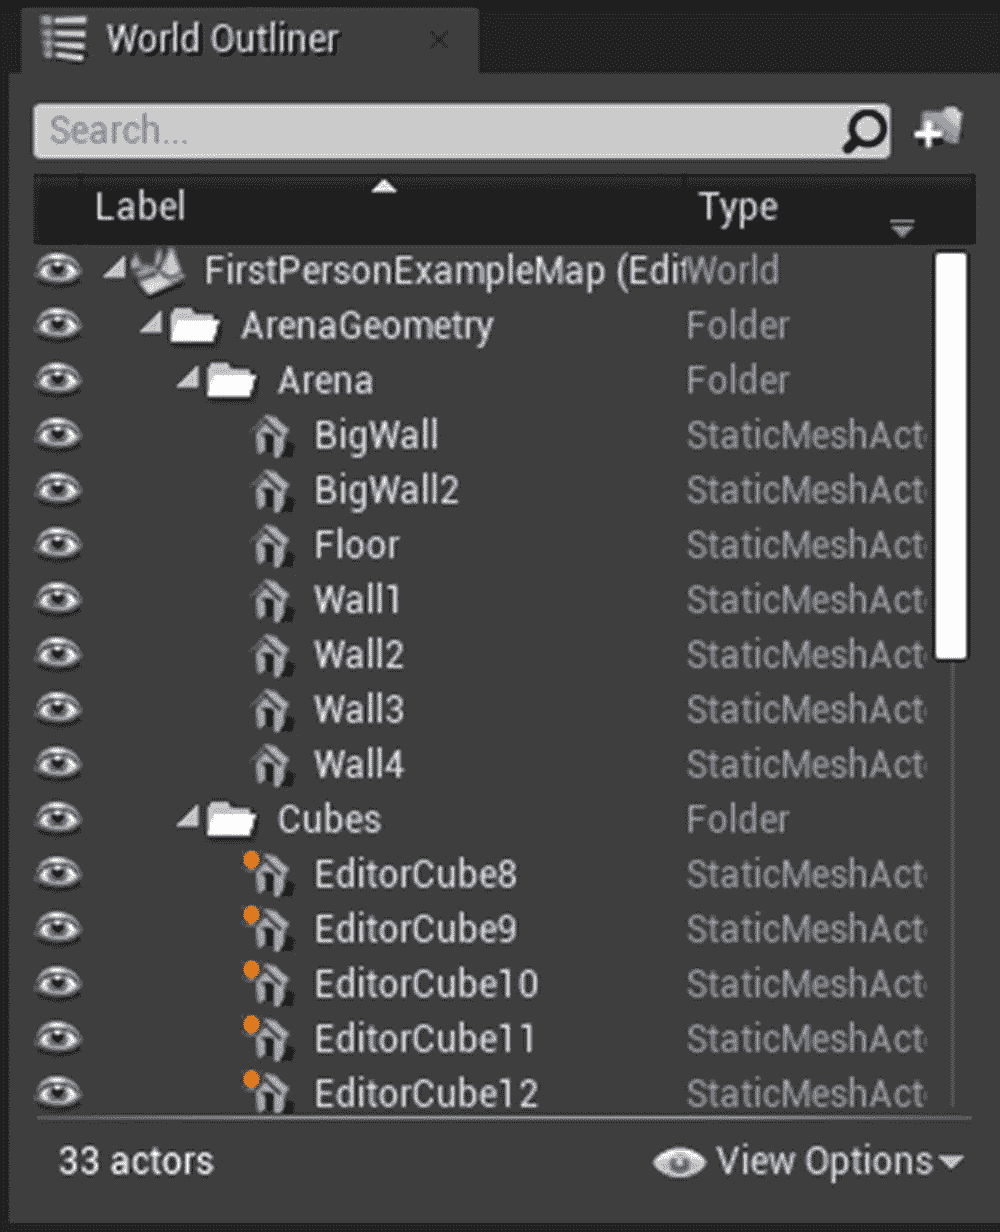 World Outliner
Search...
Label Type
FirstPersonExampleMap (Edit World
ArenaGeometry Folder
Arena Folder
BigWall StaticMeshAct
BigWall2 StaticMeshAct
Floor StaticMeshAct
Wall1 StaticMeshAct
Wall2 StaticMeshAct
Wall3 StaticMeshAct
Wall4 StaticMeshAct
Cubes Folder
EditorCube8 StaticMeshAct
EditorCube9 StaticMeshAct
EditorCube10 StaticMeshAct
EditorCube11 StaticMeshAct
EditorCube12 StaticMeshAct
33 actors View Options